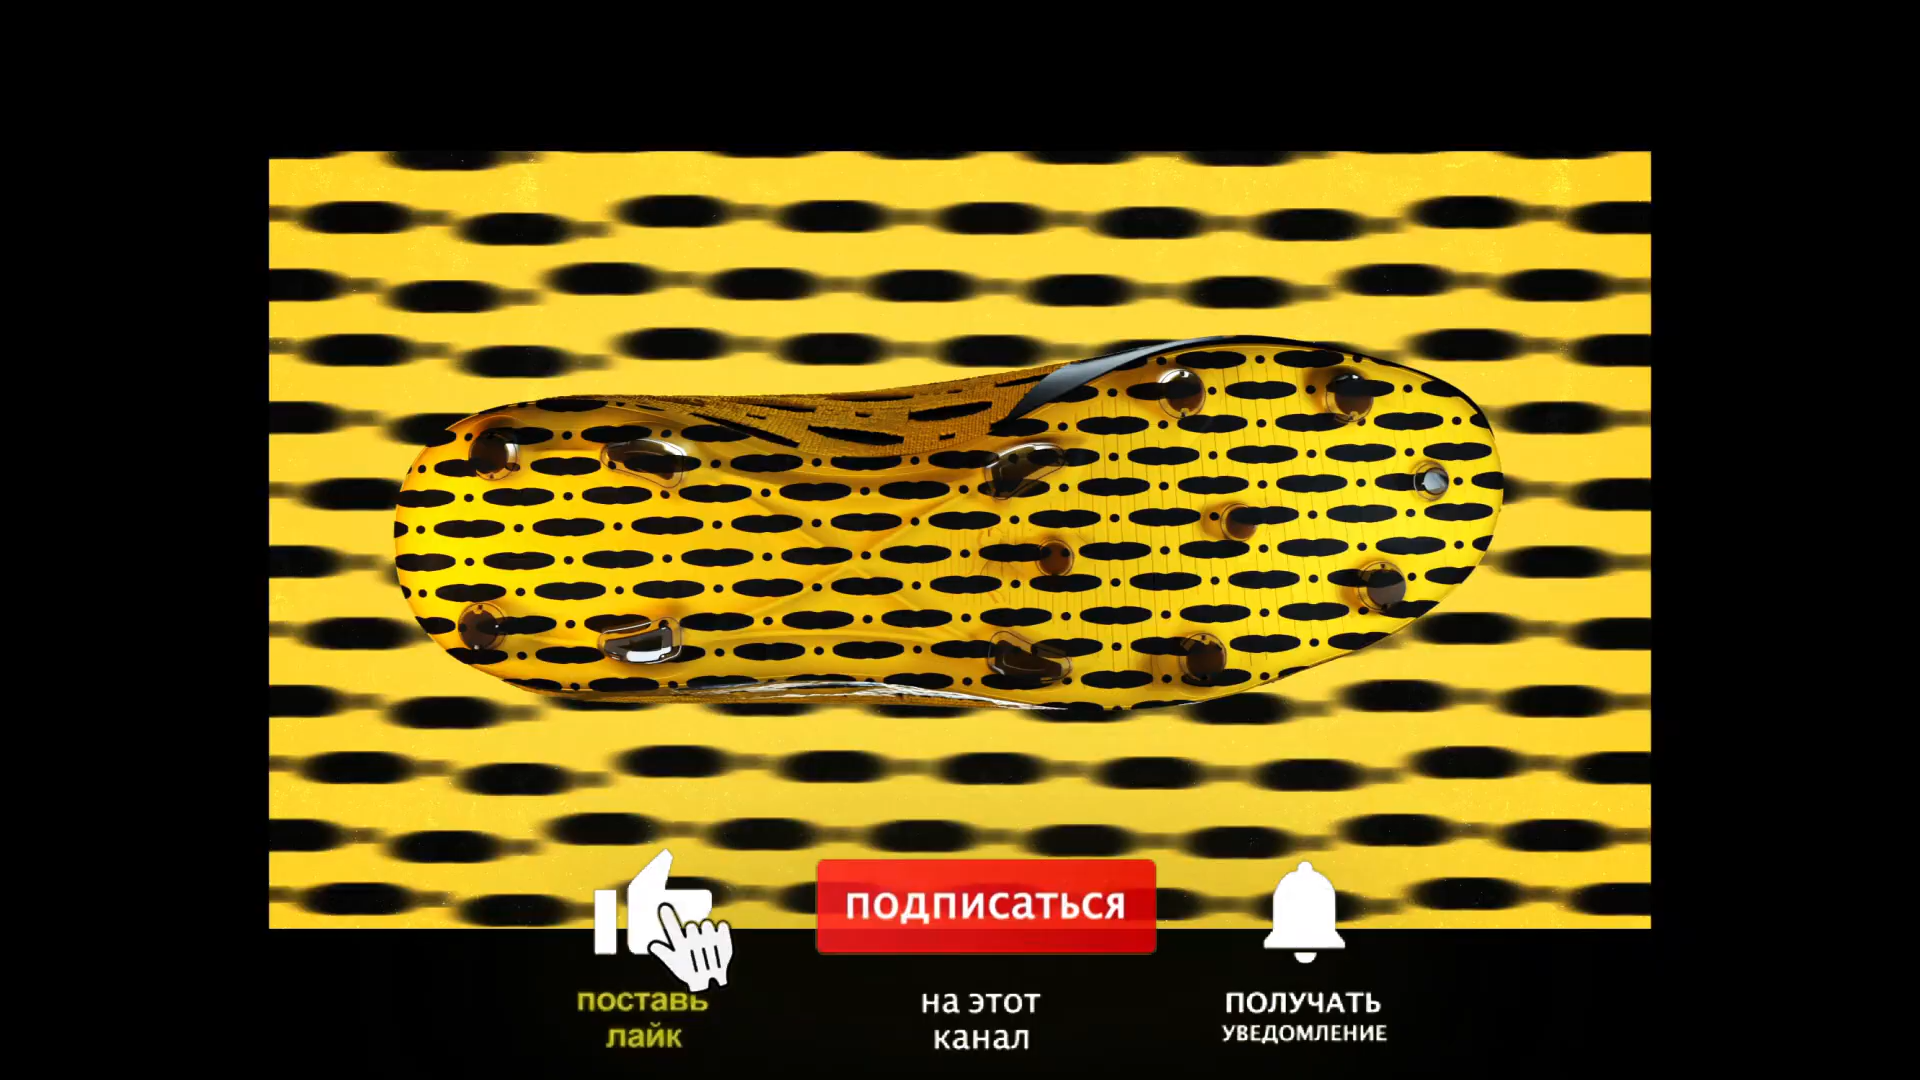 подписаться
поставь
лайк
на этот
канал
ПОЛУЧАТЬ
УВЕДОМЛЕНИЕ